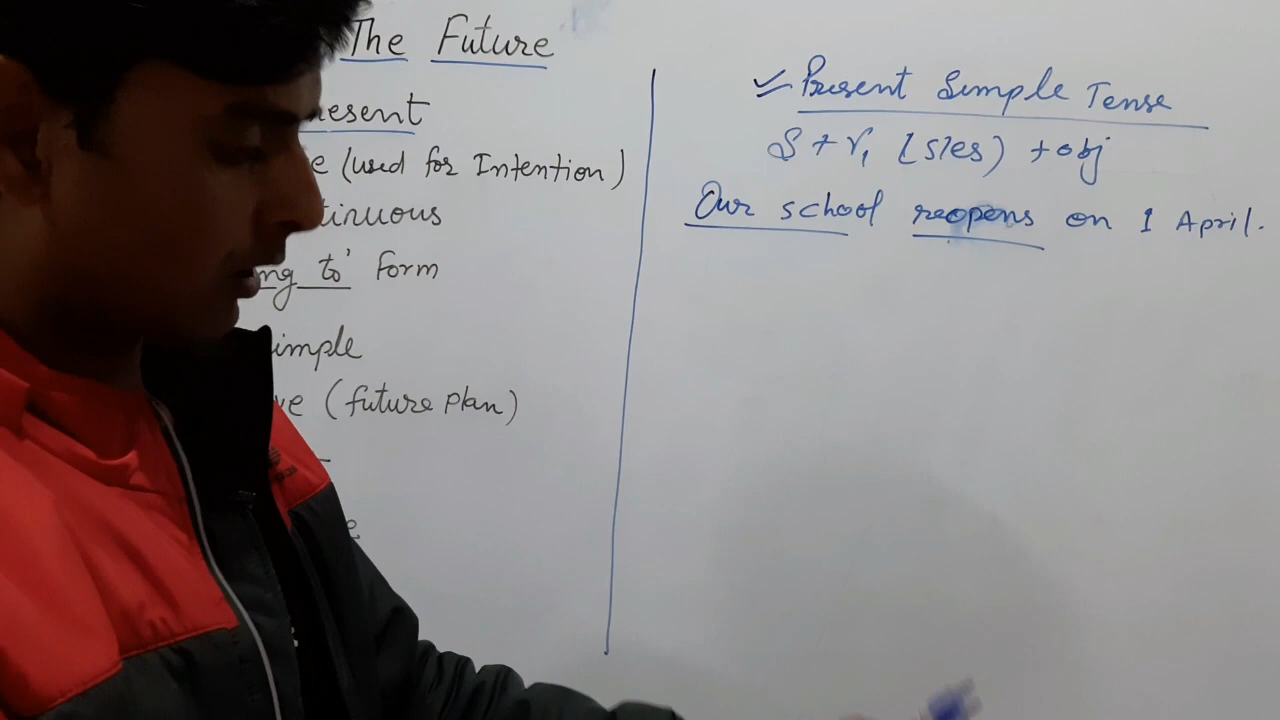 The Future
esent
e (used for Intention)
tinuous
ng to' Form
imple
ve (future plan)
e
Present Simple Tense
S + V1 [s/es) + obj
Our school reopens on 1 April.